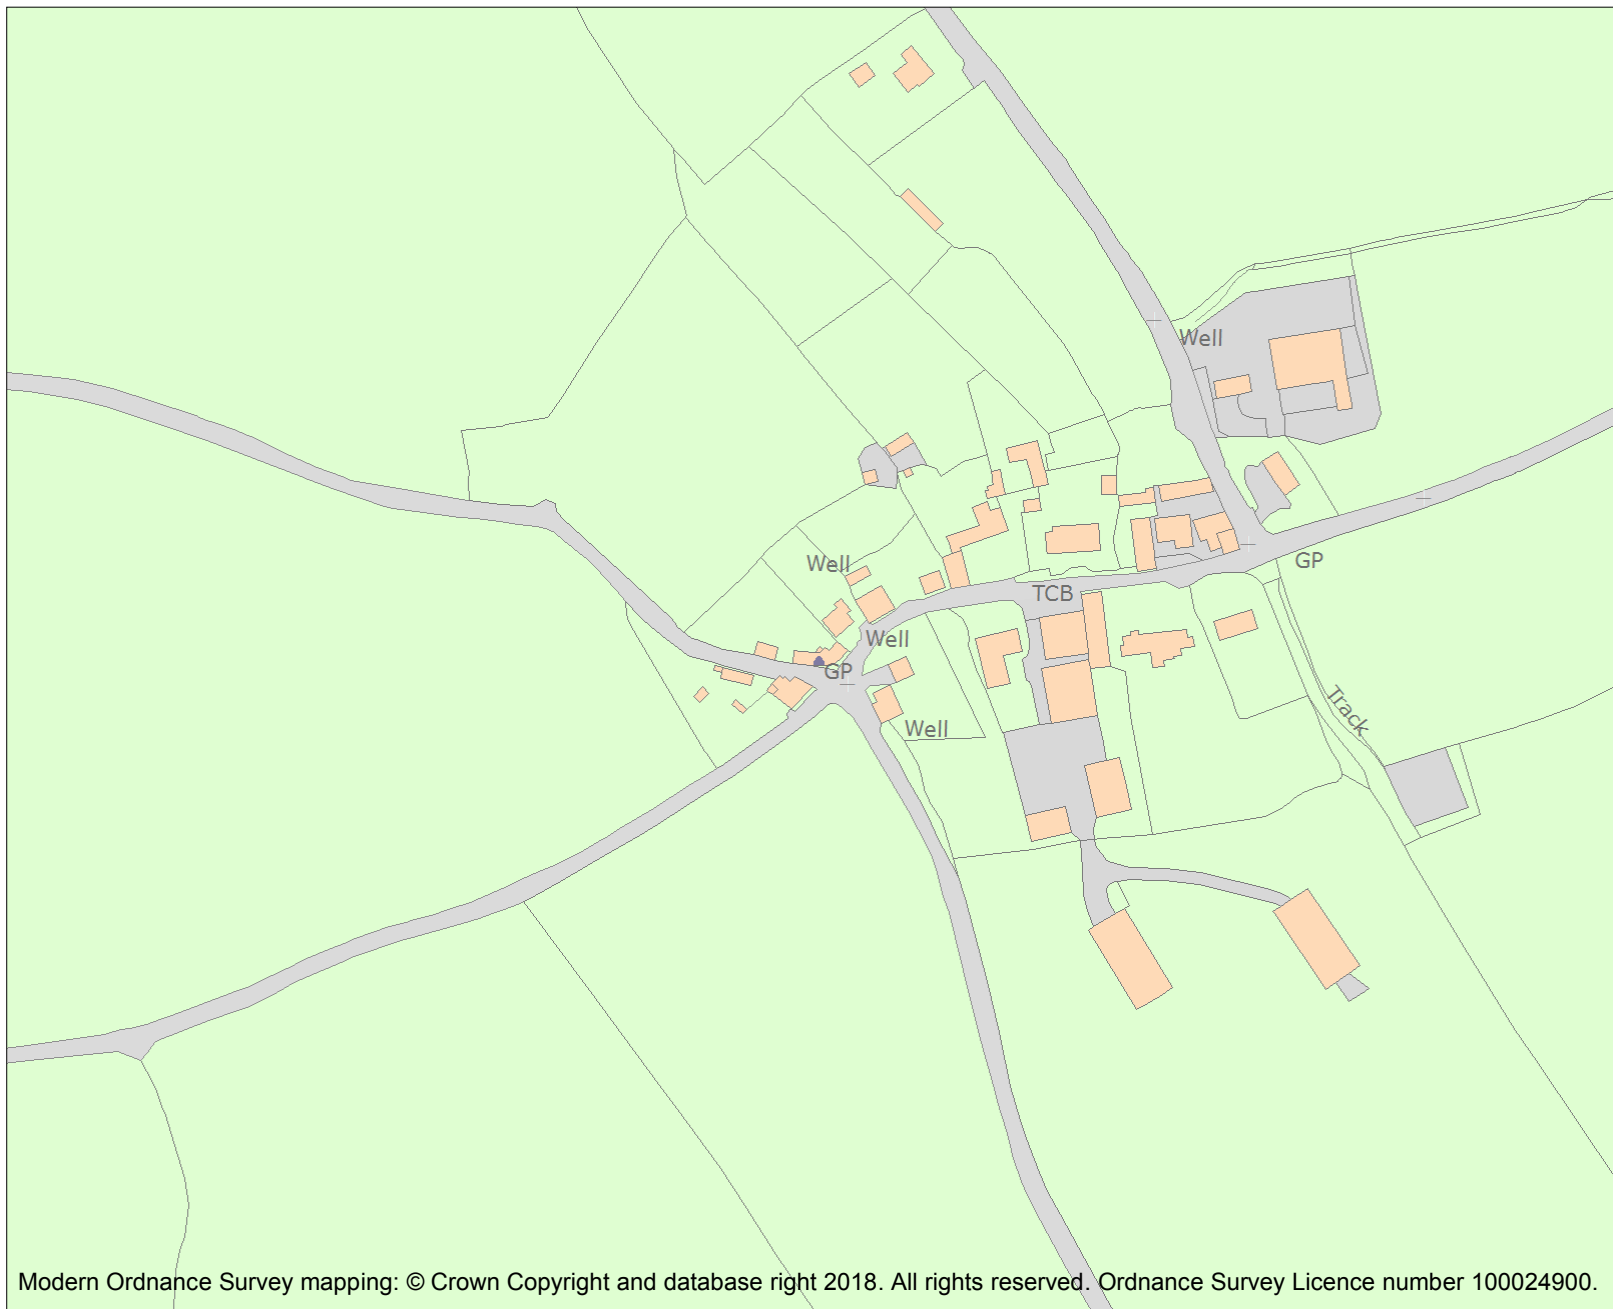 Well
GP
Well
TCB
Well
GP
Track
Well
Modern Ordnance Survey mapping: © Crown Copyright and database right 2018. All rights reserved. Ordnance Survey Licence number 100024900.